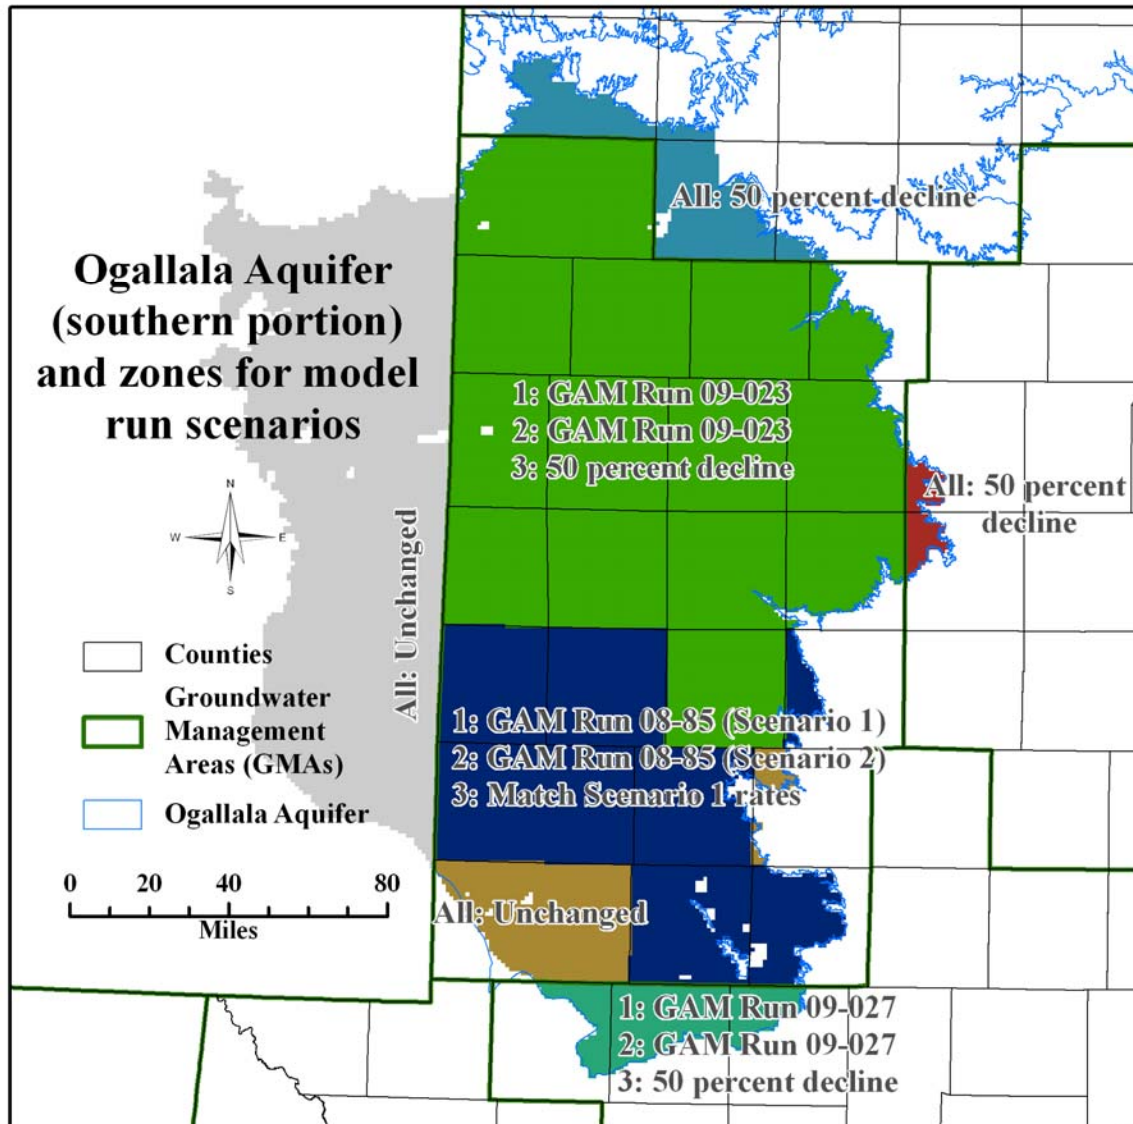 All: 50 percent decline
Ogallala Aquifer
(southern portion)
and zones for model
run scenarios
1: GAM Run 09-023
2: GAM Run 09-023
3: 50 percent decline
All: 50 percent
decline
N
W
E
S
All: Unchanged
Counties
Groundwater
Management
Areas (GMAs)
Ogallala Aquifer
1: GAM Run 08-85 (Scenario 1)
2: GAM Run 08-85 (Scenario 2)
3: Match Scenario 1 rates
0 20 40 80
Miles
All: Unchanged
1: GAM Run 09-027
2: GAM Run 09-027
3: 50 percent decline